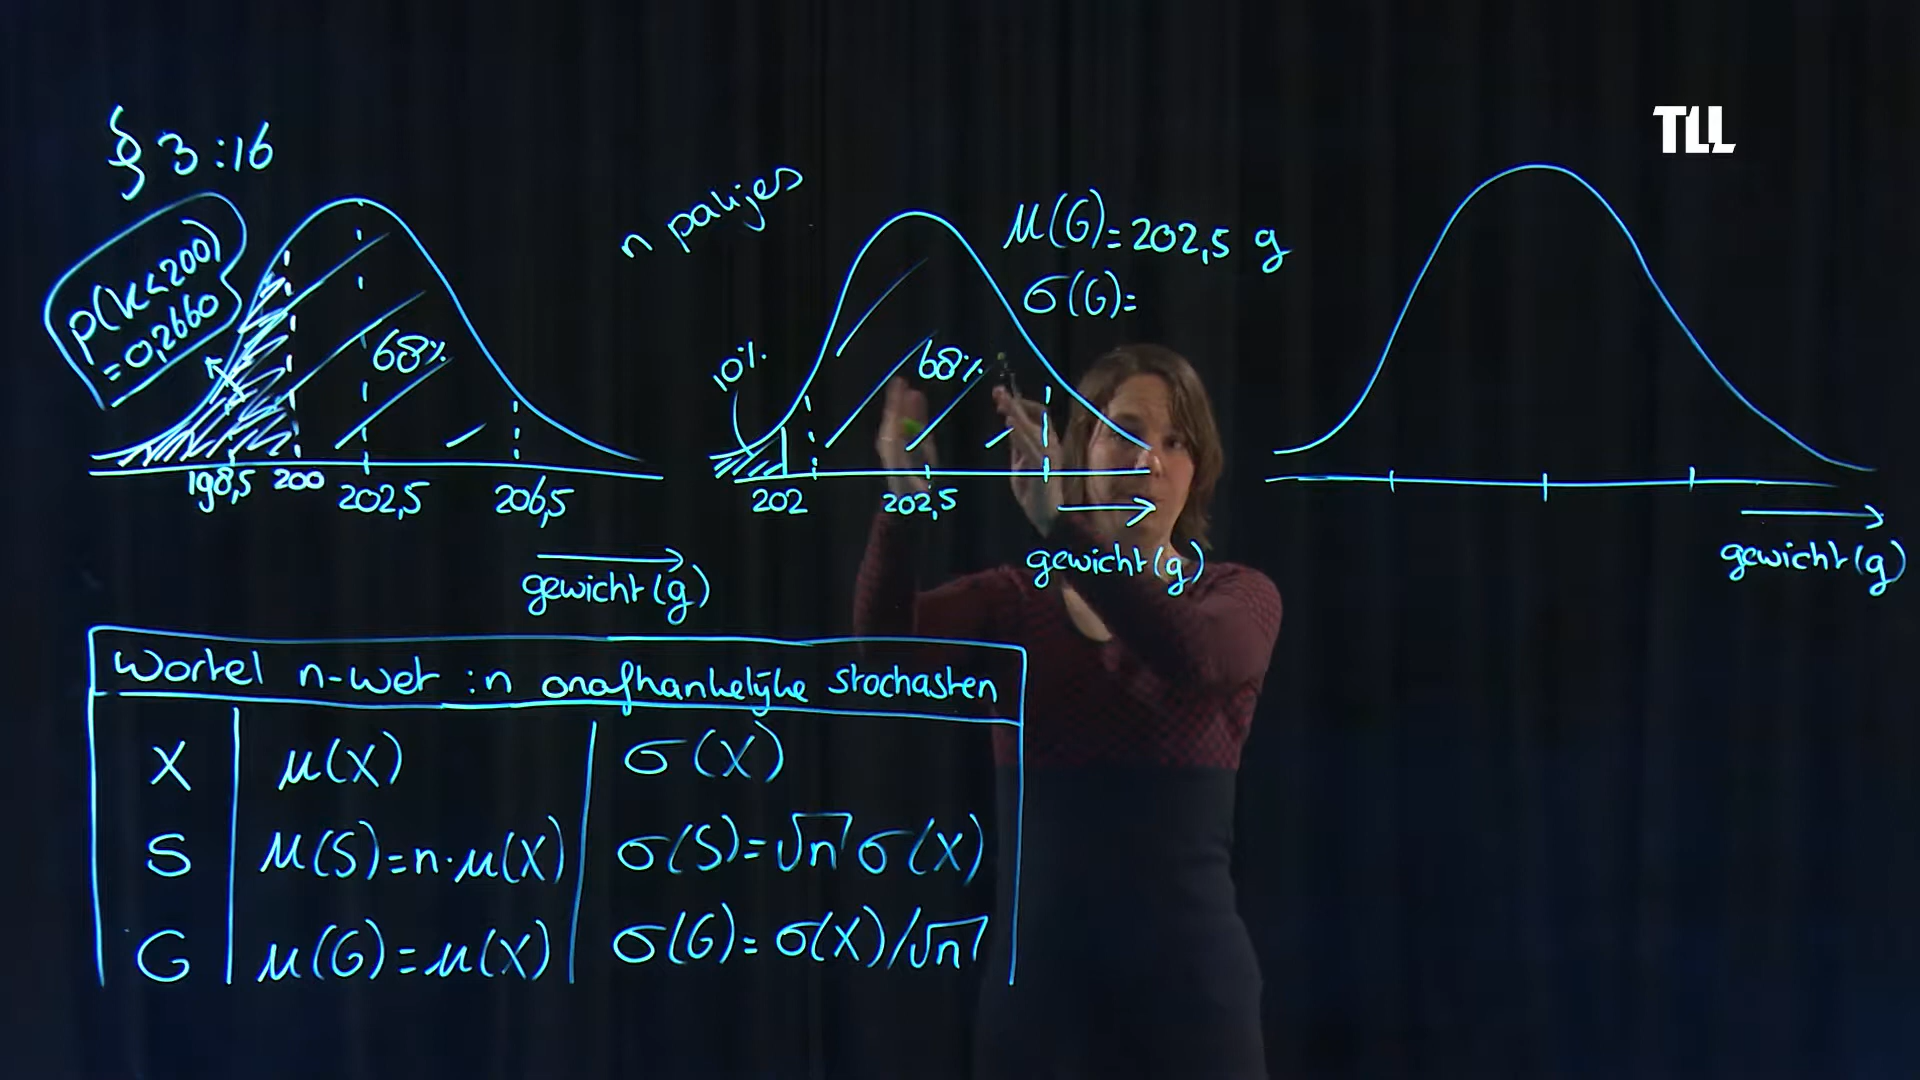 § 3:16
TLL
p(k<200)
=0,2660
68%
198,5 200 202,5 206,5
gewicht(g)
n pakjes
μ(G)=202,5 g
σ(G)=
10%
68%
202 202,5
gewicht(g)
gewicht(g)
Wortel n-wet :n onafhankelijke stochasten
X μ(X) σ(X)
S μ(S)=n·μ(X) σ(S)=√n σ(X)
G μ(G)=μ(X) σ(G)=σ(X)/√n